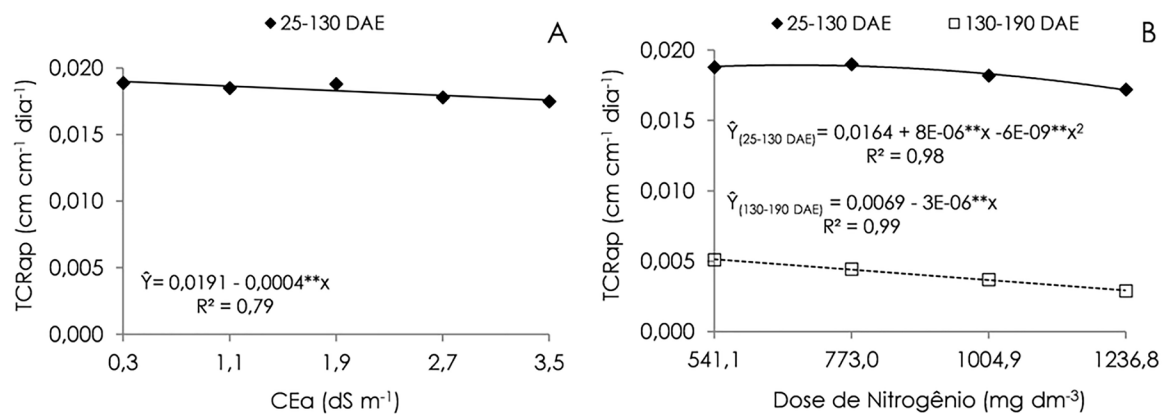 25-130 DAE
A
TCRap (cm cm-1 dia-1)
0,020
0,015
0,010
0,005
0,000
Ŷ= 0,0191 - 0,0004**x
R² = 0,79
0,3 1,1 1,9 2,7 3,5
CEa (dS m-1)
25-130 DAE 130-190 DAE
B
TCRap (cm cm-1 dia-1)
0,020
0,015
0,010
0,005
0,000
Ŷ(25-130 DAE)= 0,0164 + 8E-06**x -6E-09**x²
R² = 0,98
Ŷ(130-190 DAE) = 0,0069 - 3E-06**x
R² = 0,99
541,1 773,0 1004,9 1236,8
Dose de Nitrogênio (mg dm-3)